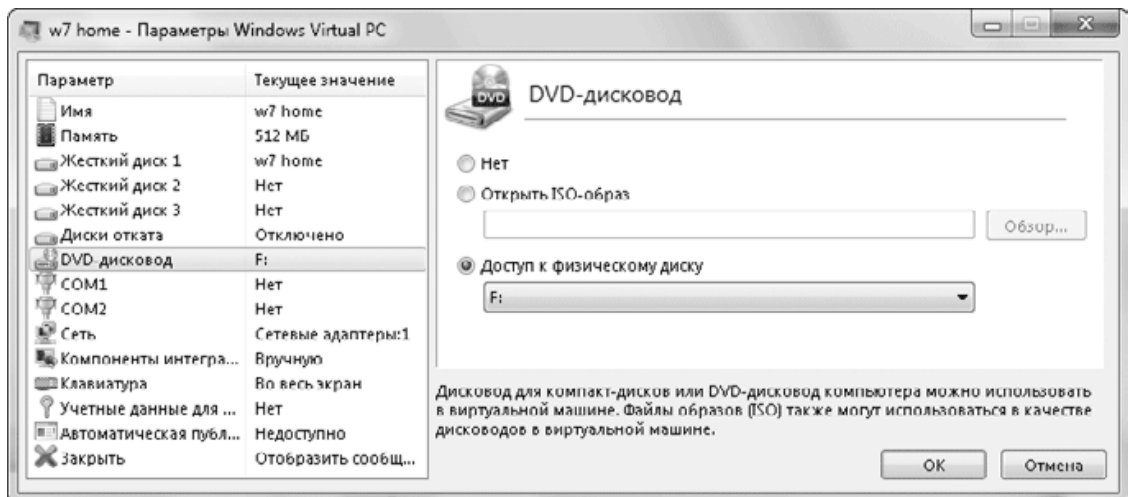 w7 home - Параметры Windows Virtual PC
Параметр Текущее значение
Имя w7 home
Память 512 МБ
Жесткий диск 1 w7 home
Жесткий диск 2 Нет
Жесткий диск 3 Нет
Диски отката Отключено
DVD-дисковод F:
COM1 Нет
COM2 Нет
Сеть Сетевые адаптеры:1
Компоненты интегра... Вручную
Клавиатура Во весь экран
Учетные данные для ... Нет
Автоматическая публ... Недоступно
Закрыть Отобразить сообщ...
DVD
DVD-дисковод
Нет
Открыть ISO-образ
Обзор...
Доступ к физическому диску
F:
Дисковод для компакт-дисков или DVD-дисковод компьютера можно использовать
в виртуальной машине. Файлы образов (ISO) также могут использоваться в качестве
дисководов в виртуальной машине.
OK Отмена